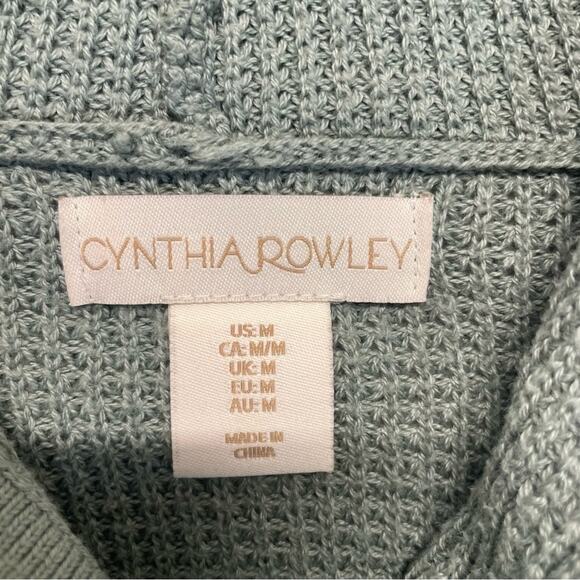 CYNTHIA ROWLEY
US: M
CA: M/M
UK: M
EU: M
AU: M
MADE IN
CHINA